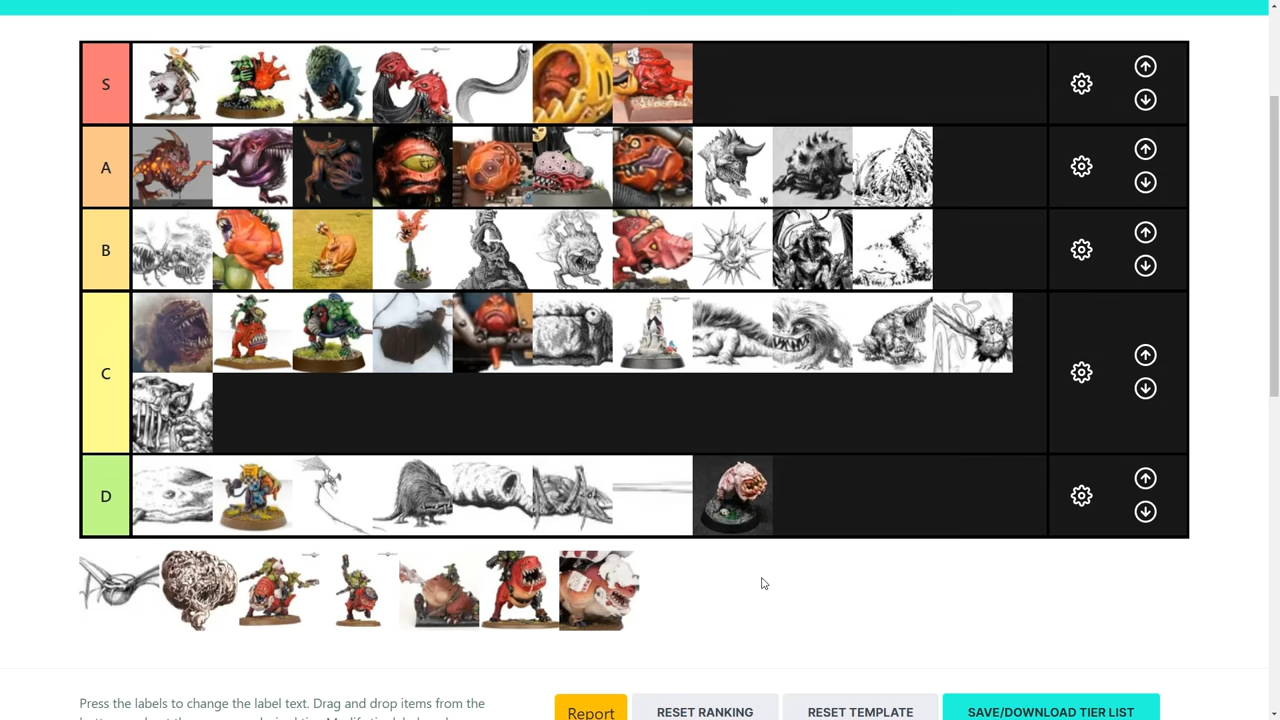 S
A
B
C
D
Press the labels to change the label text. Drag and drop items from the
Report
RESET RANKING
RESET TEMPLATE
SAVE/DOWNLOAD TIER LIST